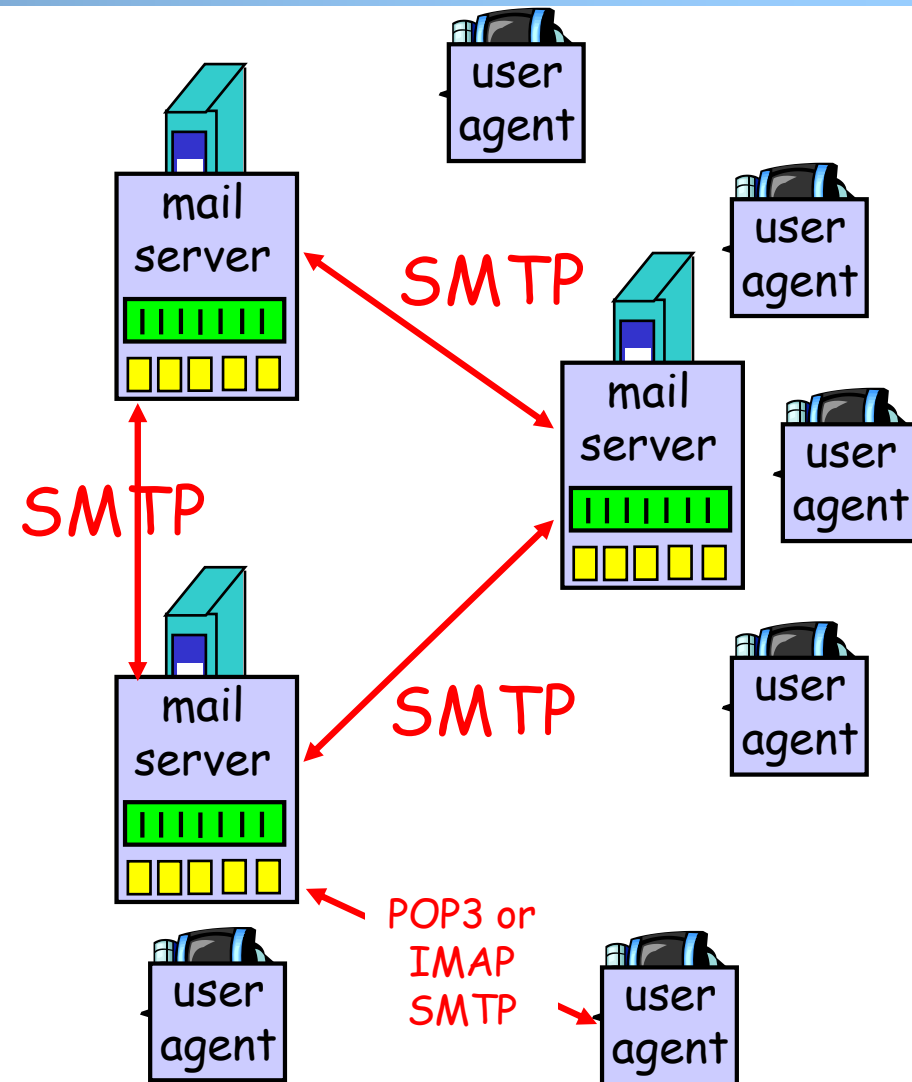 user
agent
mail
server
SMTP
user
agent
mail
server
user
agent
SMTP
mail
server
SMTP
user
agent
POP3 or
IMAP
SMTP
user
agent
user
agent